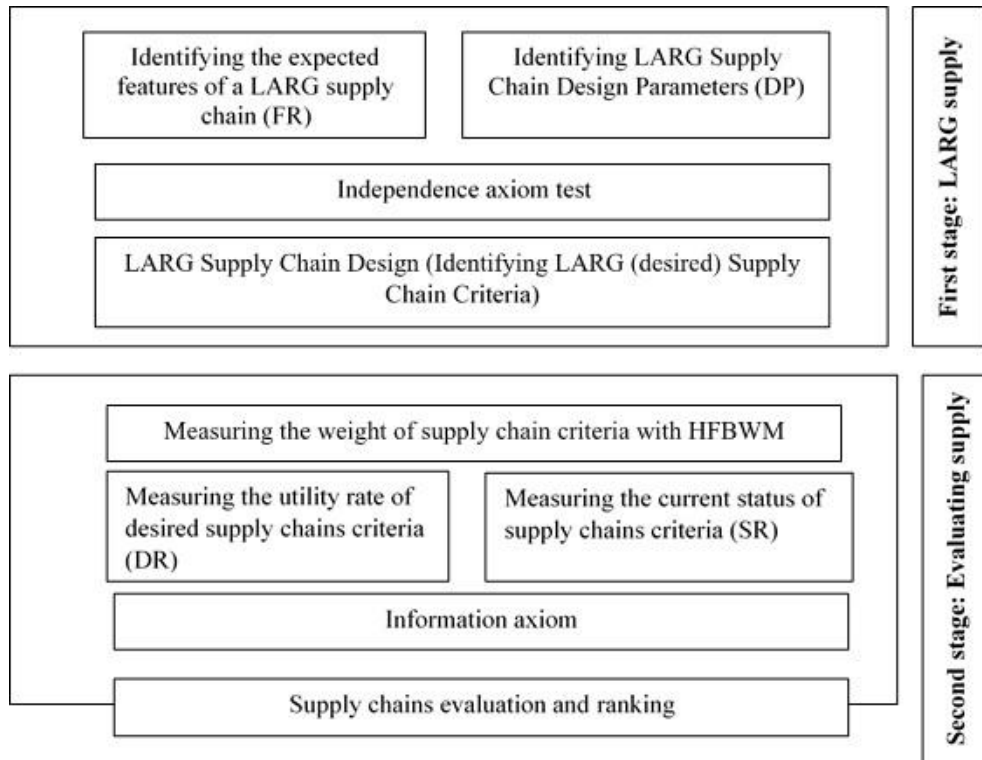 Identifying the expected
features of a LARG supply
chain (FR)
Identifying LARG Supply
Chain Design Parameters (DP)
Independence axiom test
LARG Supply Chain Design (Identifying LARG (desired) Supply
Chain Criteria)
First stage: LARG supply
Measuring the weight of supply chain criteria with HFBWM
Measuring the utility rate of
desired supply chains criteria
(DR)
Measuring the current status of
supply chains criteria (SR)
Information axiom
Supply chains evaluation and ranking
Second stage: Evaluating supply